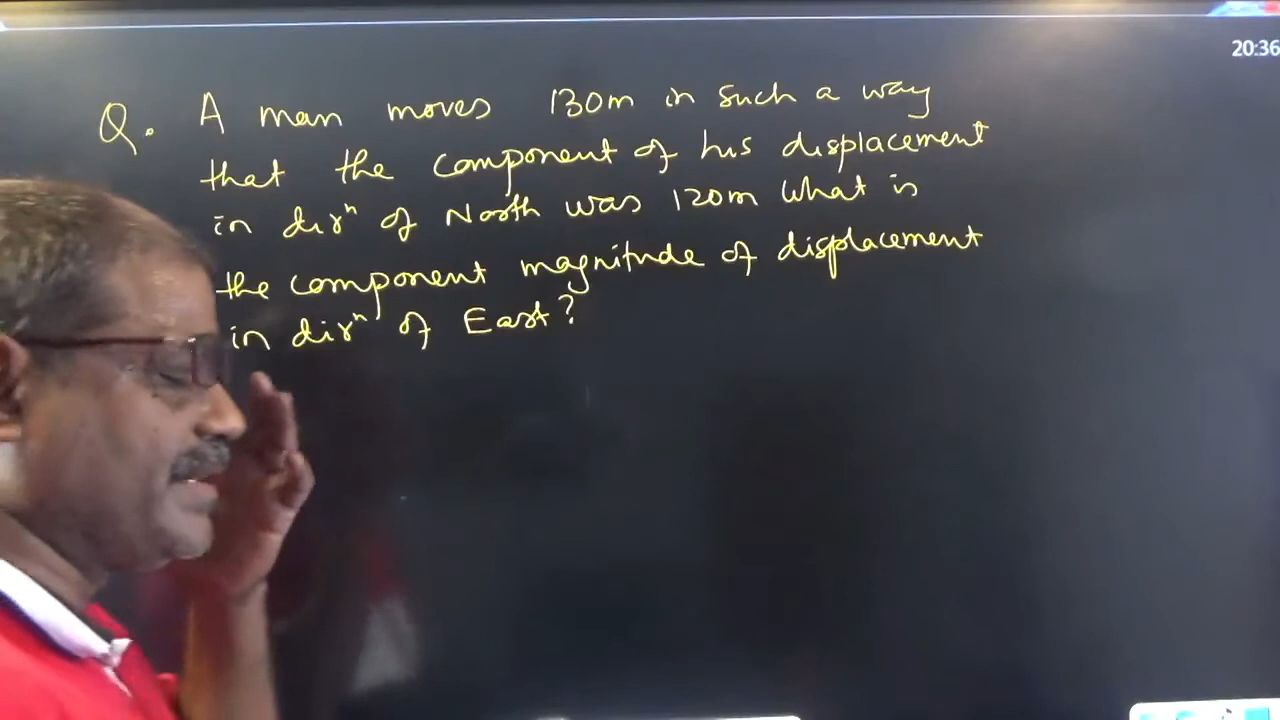 20:36
Q. A man moves 130m in such a way
that the component of his displacement
in dirⁿ of North was 120m What is
the component magnitude of displacement
in dirⁿ of East?